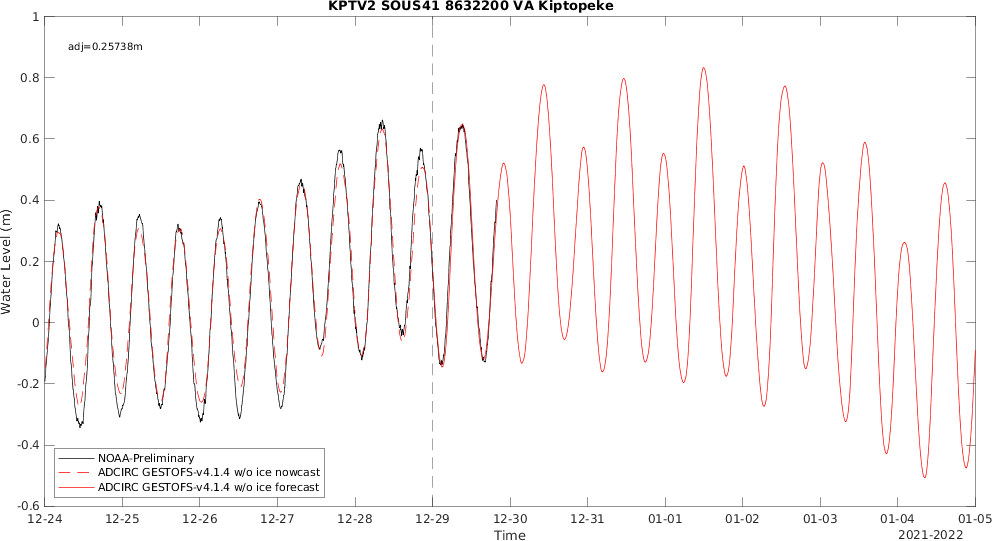 KPTV2 SOUS41 8632200 VA Kiptopeke
adj=0.25738m
Water Level (m)
1
0.8
0.6
0.4
0.2
0
-0.2
-0.4
-0.6
NOAA-Preliminary
ADCIRC GESTOFS-v4.1.4 w/o ice nowcast
ADCIRC GESTOFS-v4.1.4 w/o ice forecast
12-24 12-25 12-26 12-27 12-28 12-29 12-30 12-31 01-01 01-02 01-03 01-04 01-05
Time
2021-2022